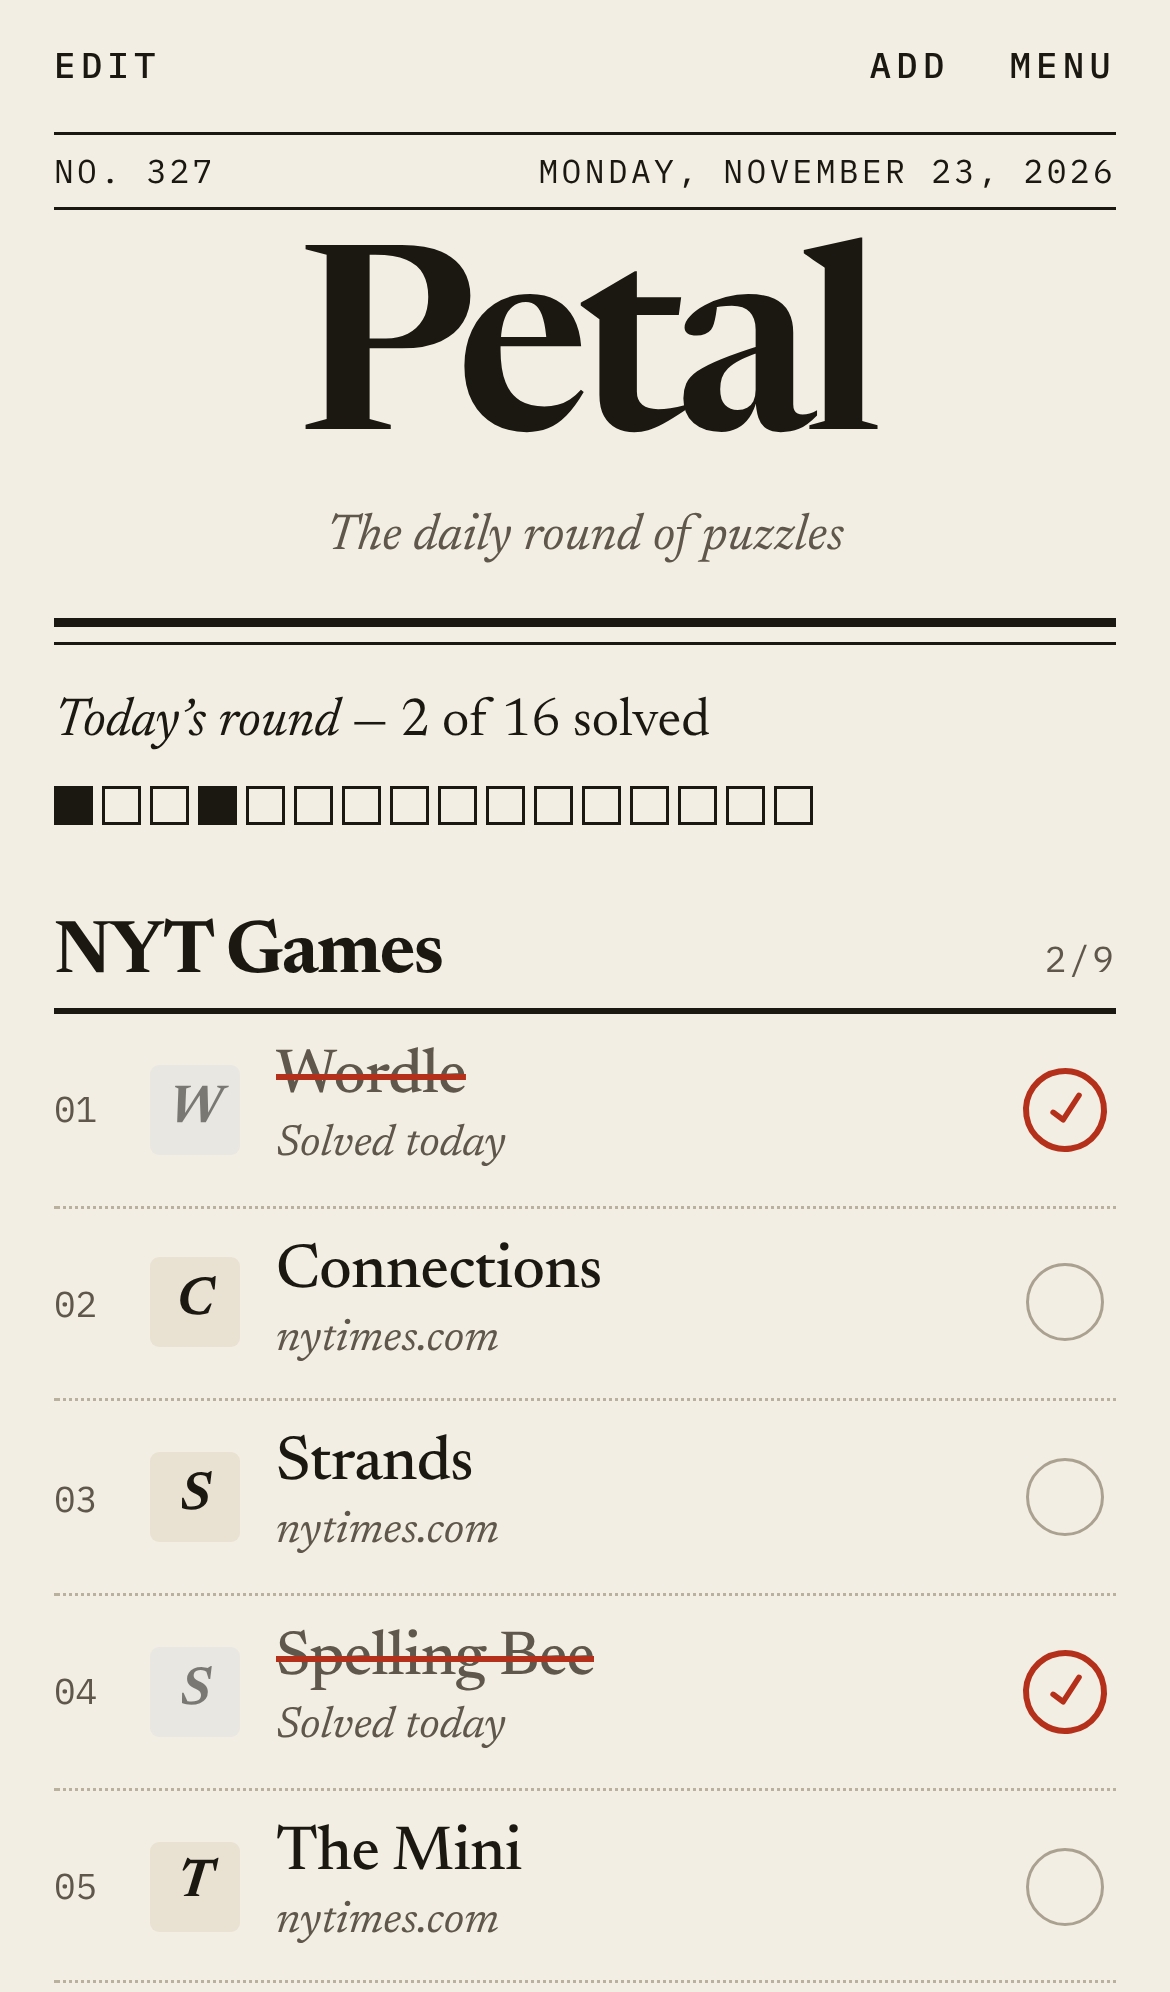 EDIT ADD MENU
NO. 327 MONDAY, NOVEMBER 23, 2026
Petal
The daily round of puzzles
Today’s round — 2 of 16 solved
NYT Games 2/9
Wordle
01 W
Solved today
Connections
02 C
nytimes.com
Strands
03 S
nytimes.com
Spelling Bee
04 S
Solved today
The Mini
05 T
nytimes.com